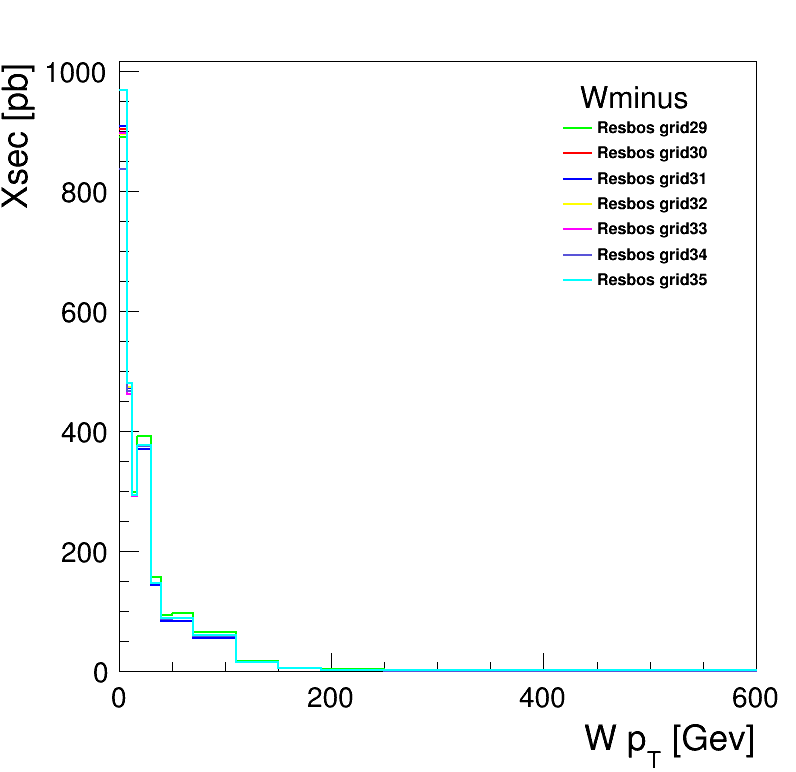 Xsec [pb]
1000
800
600
400
200
0
Wminus
Resbos grid29
Resbos grid30
Resbos grid31
Resbos grid32
Resbos grid33
Resbos grid34
Resbos grid35
0 200 400 600
W pT [Gev]